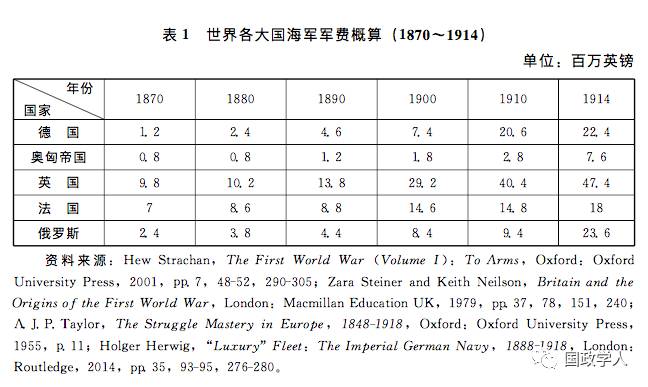 表 1 世界各大国海军军费概算 (1870～1914)
单位：百万英镑
年份
国家 1870 1880 1890 1900 1910 1914
德 国 1.2 2.4 4.6 7.4 20.6 22.4
奥匈帝国 0.8 0.8 1.2 1.8 2.8 7.6
英 国 9.8 10.2 13.8 29.2 40.4 47.4
法 国 7 8.6 8.8 14.6 14.8 18
俄罗斯 2.4 3.8 4.4 8.4 9.4 23.6
资料来源：Hew Strachan, The First World War (Volume I): To Arms, Oxford: Oxford
University Press, 2001, pp. 7, 48-52, 290-305; Zara Steiner and Keith Neilson, Britain and the
Origins of the First World War, London: Macmillan Education UK, 1979, pp. 37, 78, 151, 240;
A. J. P. Taylor, The Struggle Mastery in Europe, 1848-1918, Oxford: Oxford University Press,
1955, p. 11; Holger Herwig, “Luxury” Fleet: The Imperial German Navy, 1888-1918, London:
Routledge, 2014, pp. 35, 93-95, 276-280。
国政学人